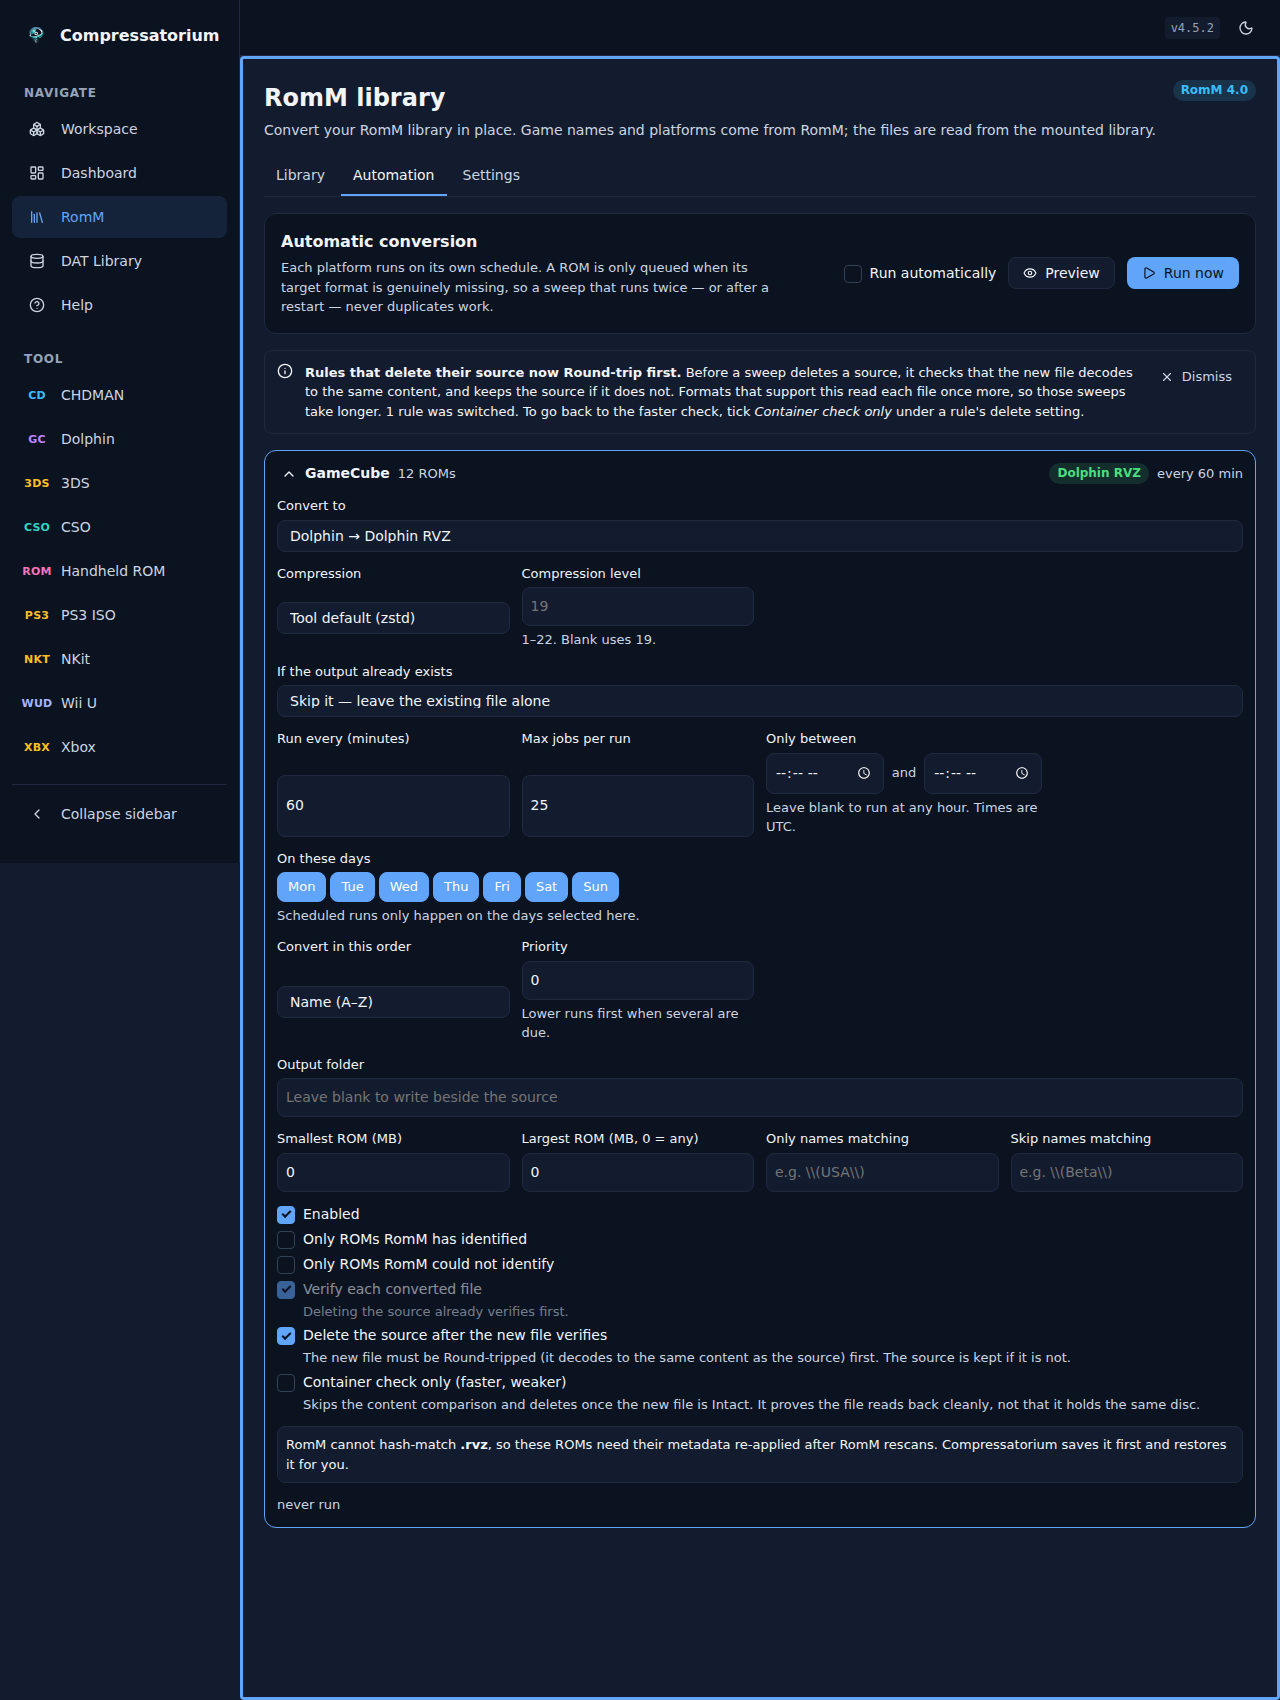 Compressatorium
v4.5.2
NAVIGATE
Workspace
Dashboard
RomM
DAT Library
Help
TOOL
CD CHDMAN
GC Dolphin
3DS 3DS
CSO CSO
ROM Handheld ROM
PS3 PS3 ISO
NKT NKit
WUD Wii U
XBX Xbox
Collapse sidebar
RomM library
RomM 4.0
Convert your RomM library in place. Game names and platforms come from RomM; the files are read from the mounted library.
Library Automation Settings
Automatic conversion
Each platform runs on its own schedule. A ROM is only queued when its
target format is genuinely missing, so a sweep that runs twice — or after a
restart — never duplicates work.
Run automatically Preview Run now
Rules that delete their source now Round-trip first. Before a sweep deletes a source, it checks that the new file decodes
to the same content, and keeps the source if it does not. Formats that support this read each file once more, so those sweeps
take longer. 1 rule was switched. To go back to the faster check, tick Container check only under a rule's delete setting.
Dismiss
GameCube 12 ROMs
Dolphin RVZ every 60 min
Convert to
Dolphin → Dolphin RVZ
Compression Compression level
Tool default (zstd) 19
1–22. Blank uses 19.
If the output already exists
Skip it — leave the existing file alone
Run every (minutes) Max jobs per run Only between
60 25 --:-- -- and --:-- --
Leave blank to run at any hour. Times are
UTC.
On these days
Mon Tue Wed Thu Fri Sat Sun
Scheduled runs only happen on the days selected here.
Convert in this order Priority
Name (A–Z) 0
Lower runs first when several are
due.
Output folder
Leave blank to write beside the source
Smallest ROM (MB) Largest ROM (MB, 0 = any) Only names matching Skip names matching
0 0 e.g. \\(USA\\) e.g. \\(Beta\\)
Enabled
Only ROMs RomM has identified
Only ROMs RomM could not identify
Verify each converted file
Deleting the source already verifies first.
Delete the source after the new file verifies
The new file must be Round-tripped (it decodes to the same content as the source) first. The source is kept if it is not.
Container check only (faster, weaker)
Skips the content comparison and deletes once the new file is Intact. It proves the file reads back cleanly, not that it holds the same disc.
RomM cannot hash-match .rvz, so these ROMs need their metadata re-applied after RomM rescans. Compressatorium saves it first and restores
it for you.
never run